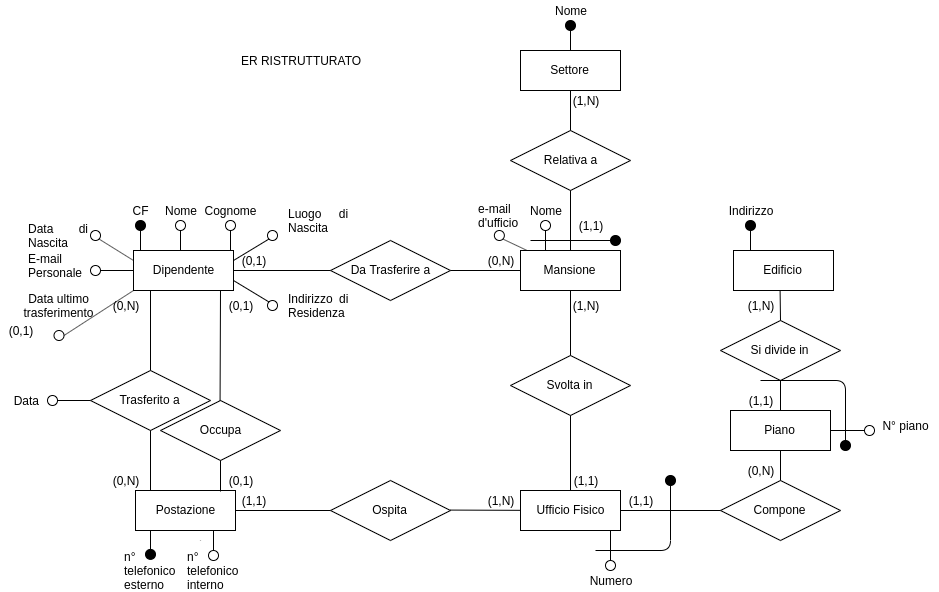 Nome
ER RISTRUTTURATO
Settore
(1,N)
Relativa a
CF Nome Cognome
Luogo di
Nascita
Data di
Nascita
E-mail
Personale
Data ultimo
trasferimento
(0,1)
Dipendente
(0,1)
Indirizzo di
Residenza
(0,N)
(0,1)
Da Trasferire a
(0,N)
e-mail
d'ufficio
Nome
(1,1)
Mansione
(1,N)
Indirizzo
Edificio
(1,N)
Si divide in
(1,1)
Piano
N° piano
(0,N)
Data
Trasferito a
Occupa
Svolta in
(0,N)
(0,1)
Postazione
(1,1)
Ospita
(1,N)
(1,1)
Ufficio Fisico
(1,1)
Compone
n°
telefonico
esterno
n°
telefonico
interno
Numero